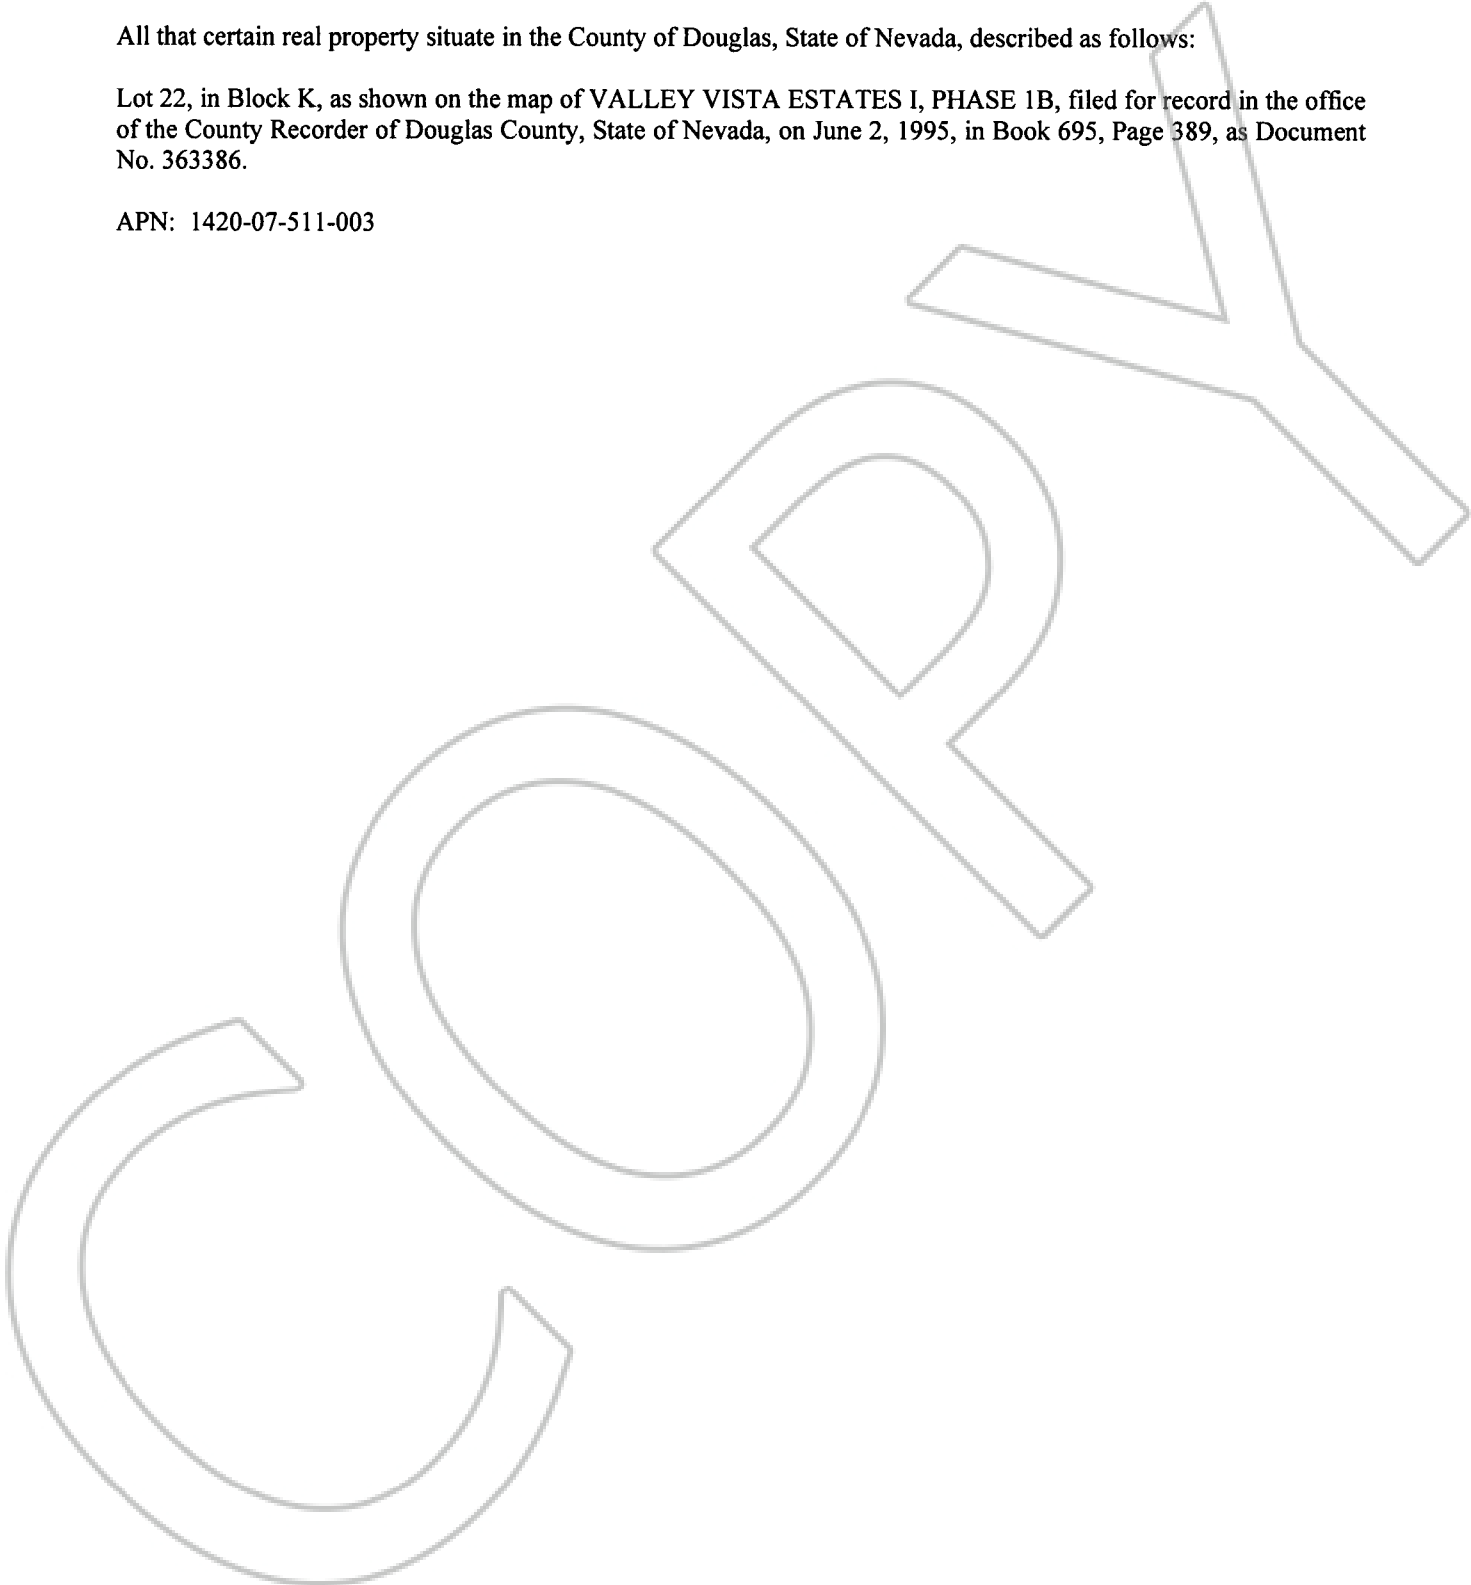 All that certain real property situate in the County of Douglas, State of Nevada, described as follows:
Lot 22, in Block K, as shown on the map of VALLEY VISTA ESTATES I, PHASE 1B, filed for record in the office
of the County Recorder of Douglas County, State of Nevada, on June 2, 1995, in Book 695, Page 389, as Document
No. 363386.
APN: 1420-07-511-003
COPY